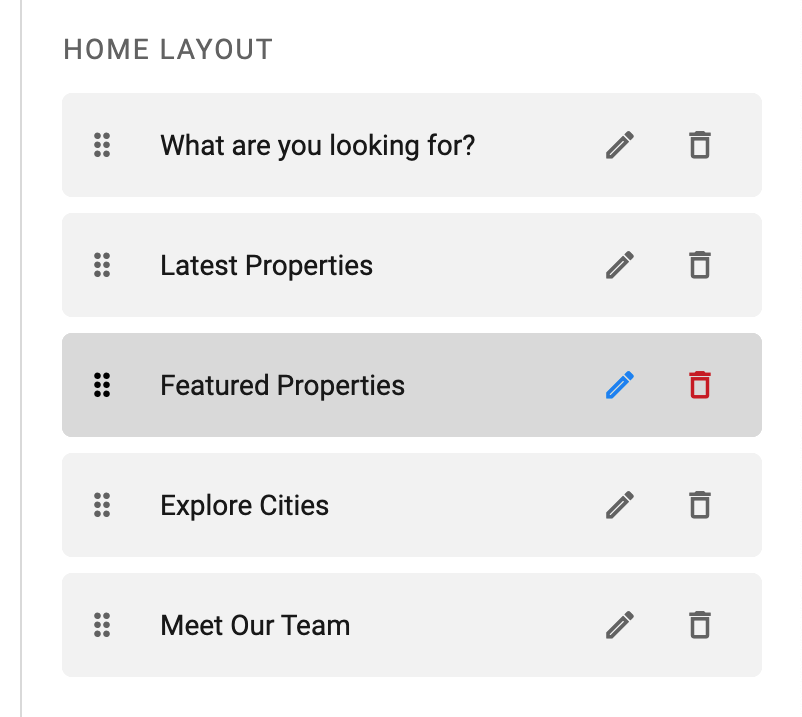 HOME LAYOUT
What are you looking for?
Latest Properties
Featured Properties
Explore Cities
Meet Our Team